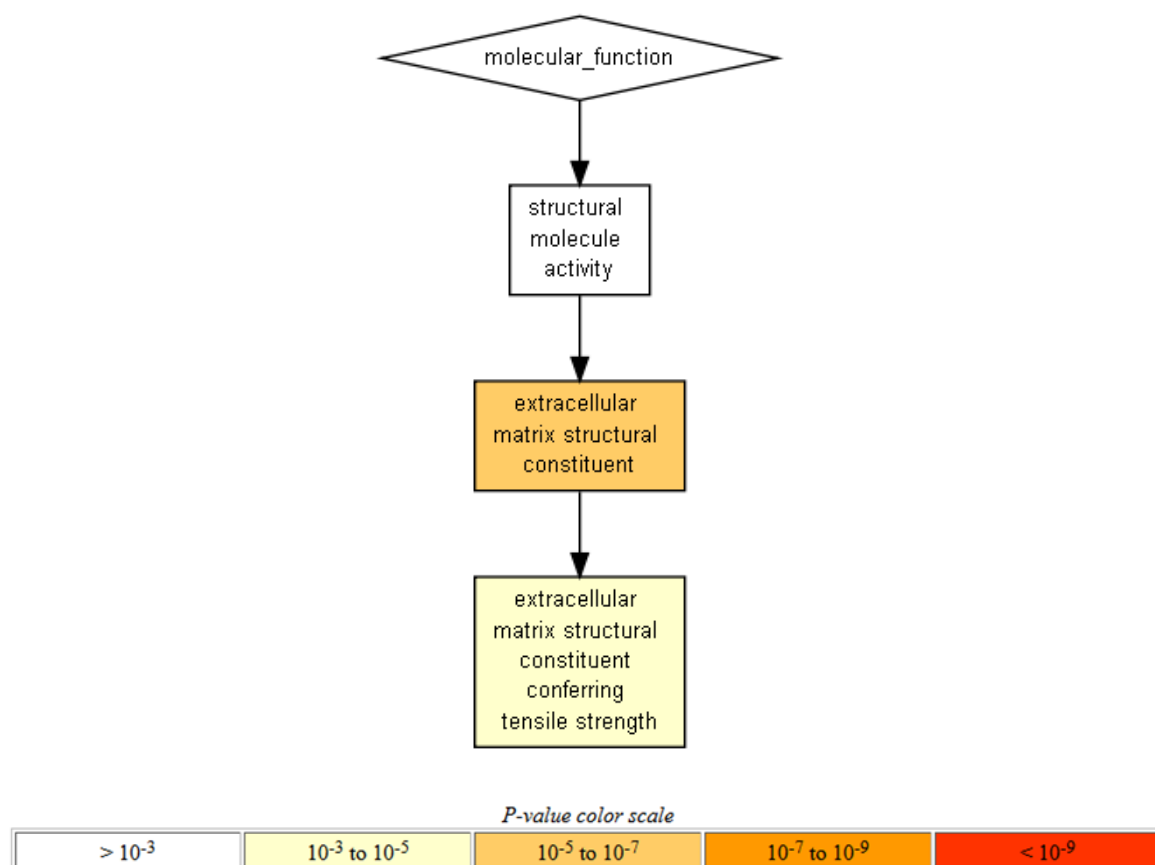 molecular_function
structural
molecule
activity
extracellular
matrix structural
constituent
extracellular
matrix structural
constituent
conferring
tensile strength
P-value color scale
> 10-3 10-3 to 10-5 10-5 to 10-7 10-7 to 10-9 < 10-9